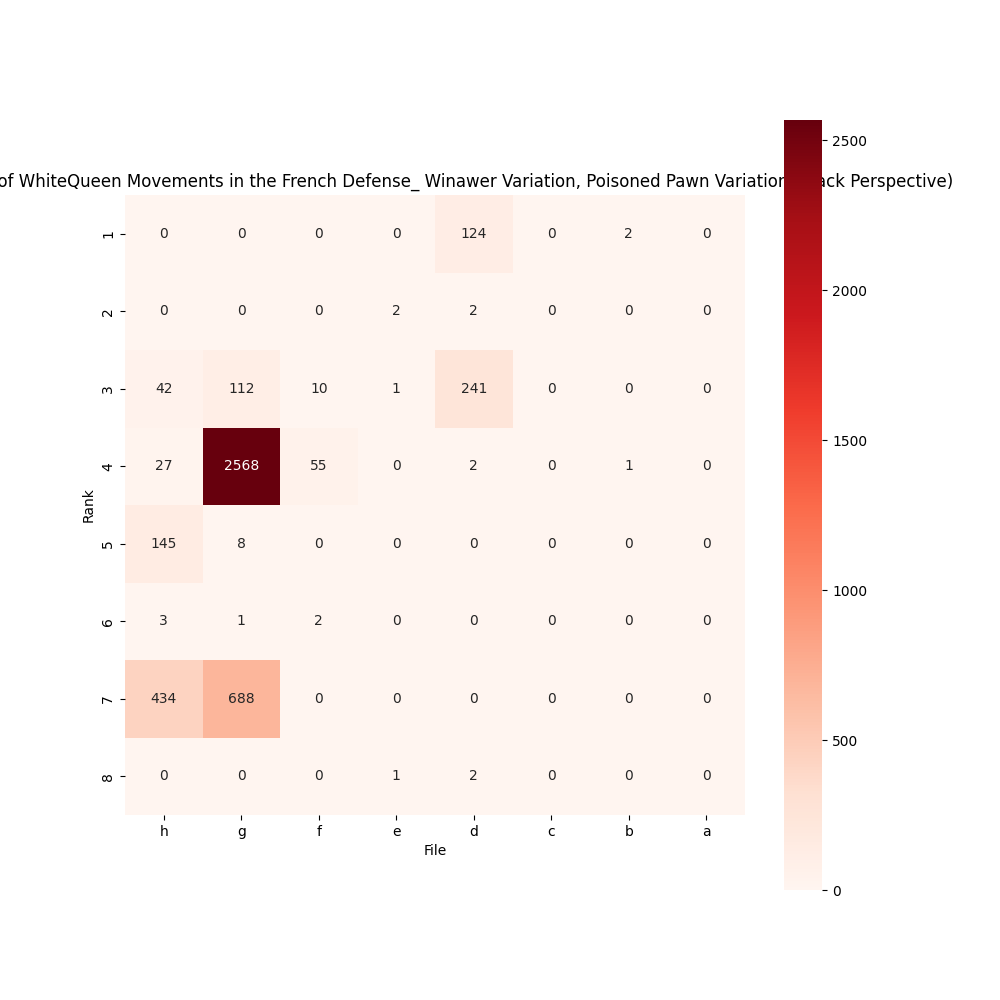 of WhiteQueen Movements in the French Defense_ Winawer Variation, Poisoned Pawn Variation ack Perspective)
Rank
1 0 0 0 0 124 0 2 0
2 0 0 0 2 2 0 0 0
3 42 112 10 1 241 0 0 0
4 27 2568 55 0 2 0 1 0
5 145 8 0 0 0 0 0 0
6 3 1 2 0 0 0 0 0
7 434 688 0 0 0 0 0 0
8 0 0 0 1 2 0 0 0
h g f e d c b a
File
2500
2000
1500
1000
500
0